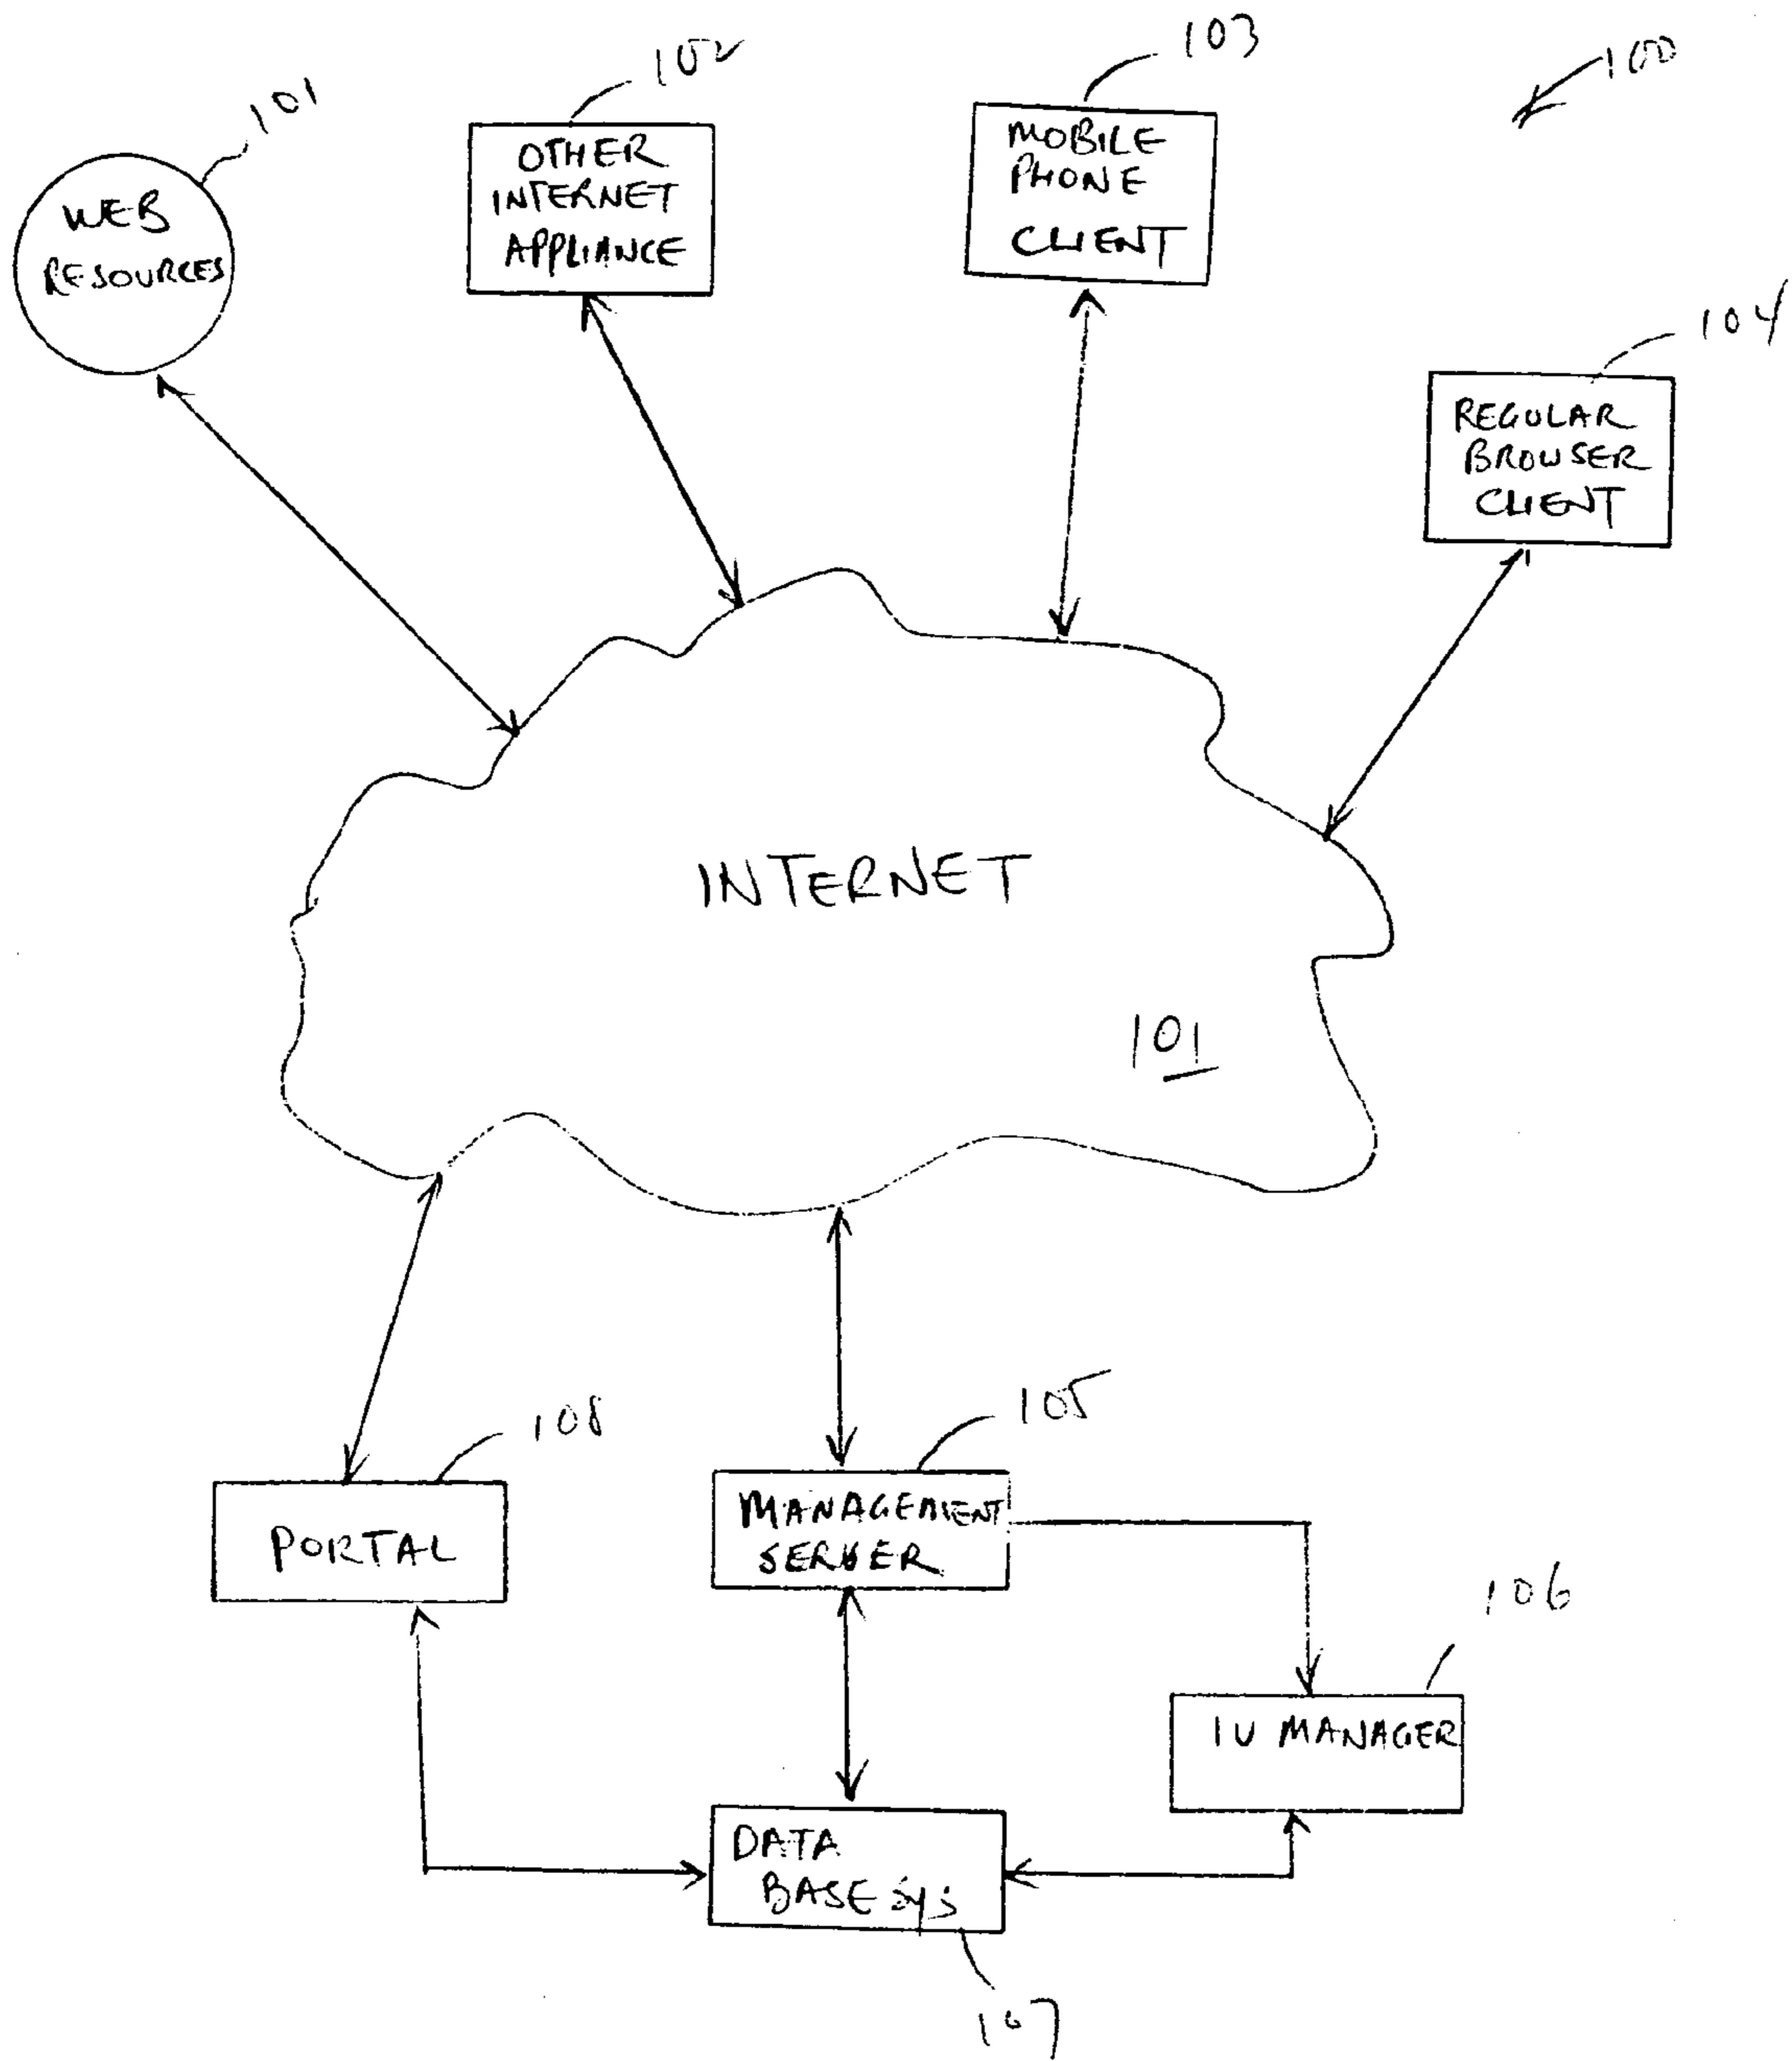 103
102
100
101
MOBILE
PHONE
CLIENT
OTHER
INTERNET
APPLIANCE
WEB
RESOURCES
104
REGULAR
BROWSER
CLIENT
INTERNET
101
105
108
MANAGEMENT
SERVER
PORTAL
106
IU MANAGER
DATA
BASE SYS
107